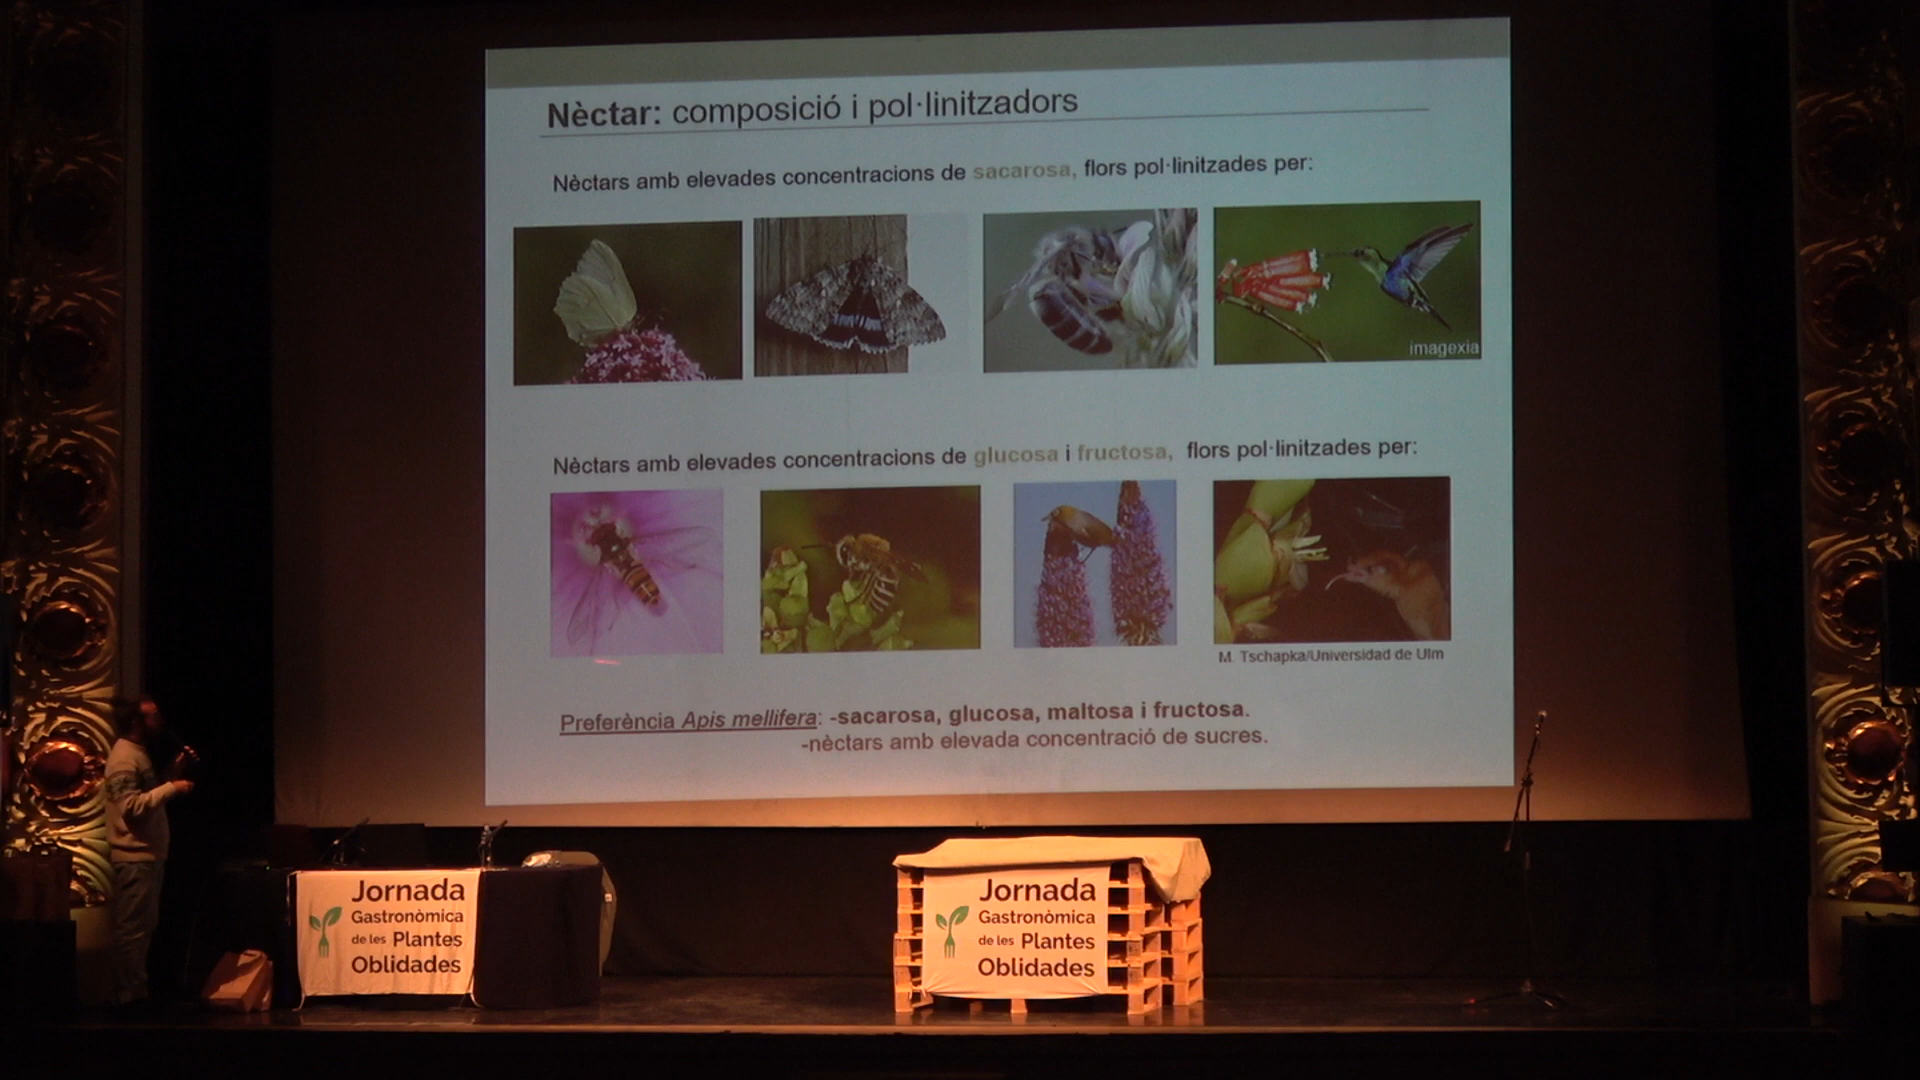 Nèctar: composició i pol·linitzadors
Nèctars amb elevades concentracions de sacarosa, flors pol·linitzades per:
imagexia
Nèctars amb elevades concentracions de glucosa i fructosa, flors pol·linitzades per:
M. Tschapka/Universidad de Ulm
Preferència Apis mellifera: -sacarosa, glucosa, maltosa i fructosa.
-nèctars amb elevada concentració de sucres.
Jornada
Gastronòmica
de les Plantes
Oblidades
Jornada
Gastronòmica
de les Plantes
Oblidades